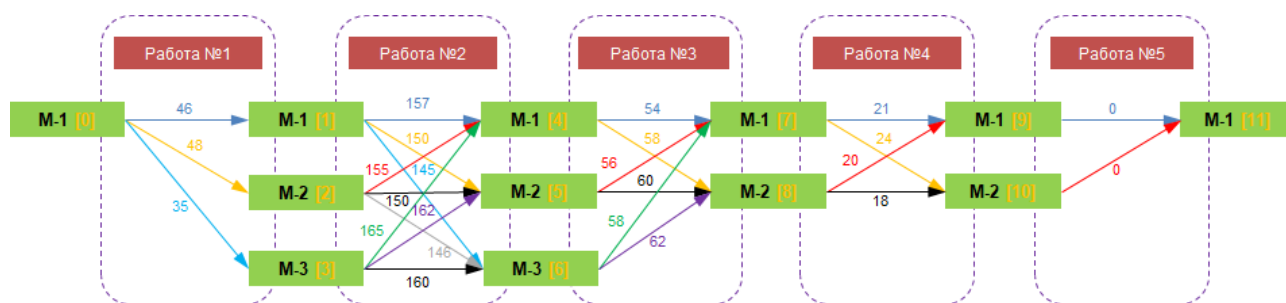 Работа №1 Работа №2 Работа №3 Работа №4 Работа №5
M-1 [0] 46 M-1 [1] 157 M-1 [4] 54 M-1 [7] 21 M-1 [9] 0 M-1 [11]
48 150 58 24
155 145 56 20 0
M-2 [2] 150 M-2 [5] 60 M-2 [8] 18 M-2 [10]
35 162
165 146 58 62
M-3 [3] 160 M-3 [6]